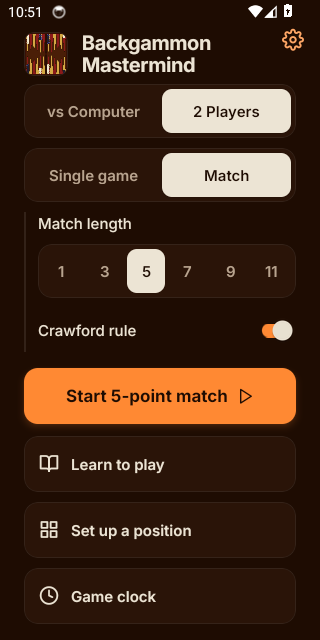 10:51
Backgammon
Mastermind
vs Computer 2 Players
Single game Match
Match length
1 3 5 7 9 11
Crawford rule
Start 5-point match
Learn to play
Set up a position
Game clock